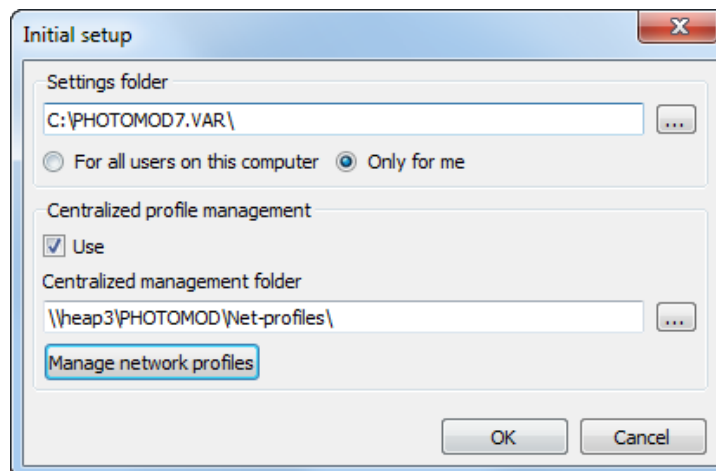 Initial setup
Settings folder
C:\PHOTOMOD7.VAR\
...
For all users on this computer Only for me
Centralized profile management
Use
Centralized management folder
\\heap3\PHOTOMOD\Net-profiles\
...
Manage network profiles
OK Cancel